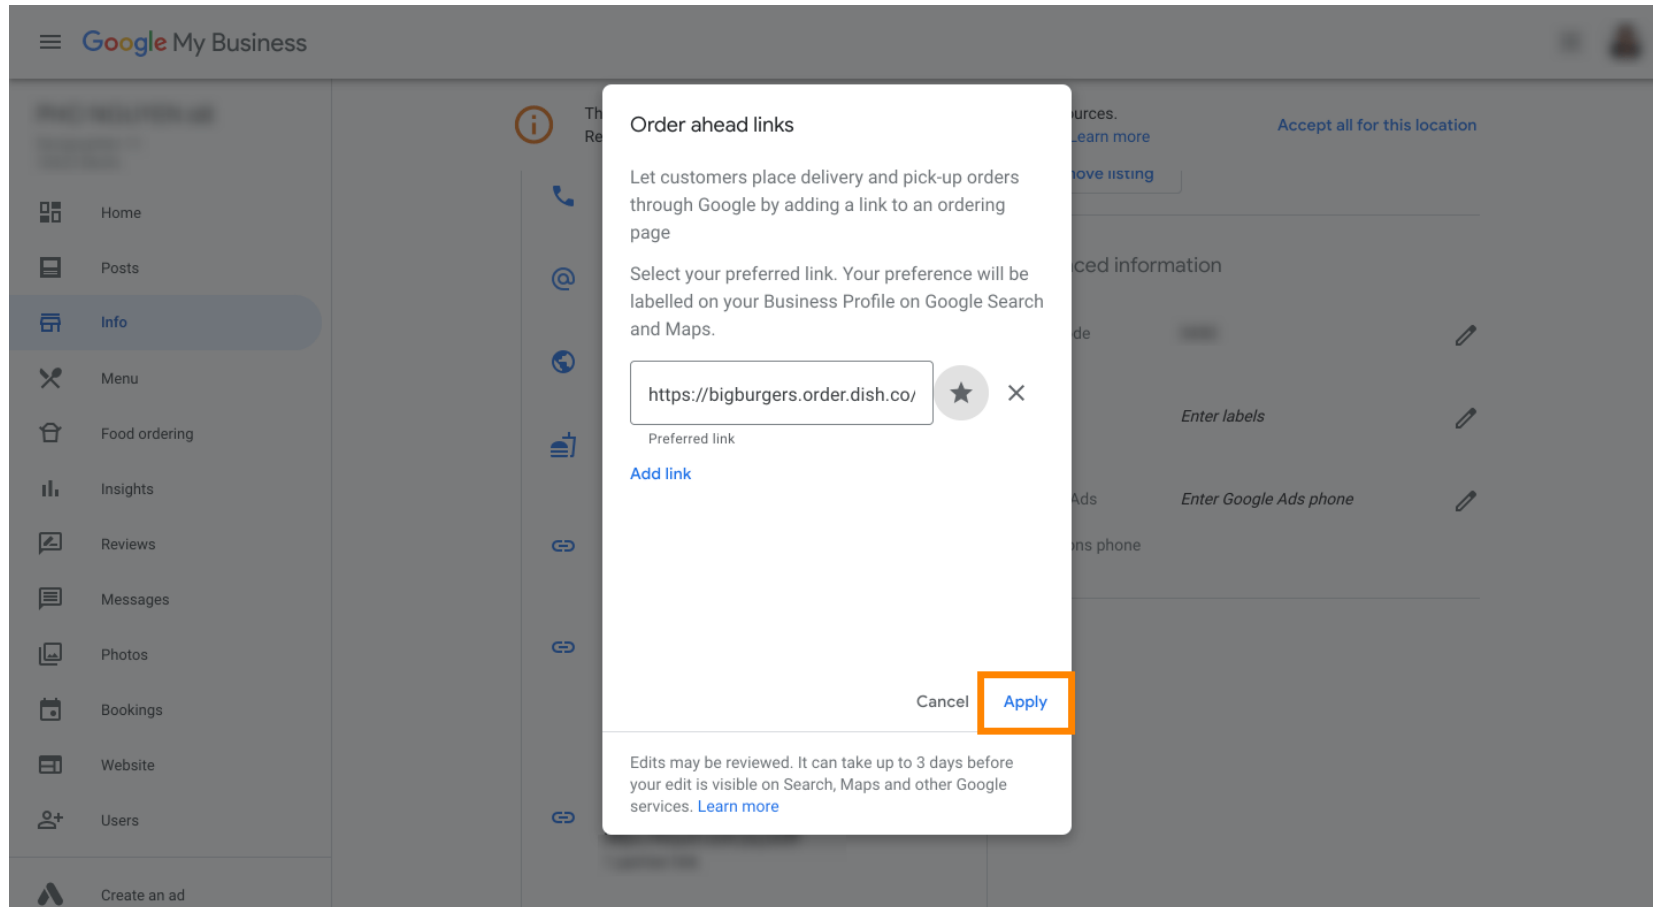 Google My Business
Home
Posts
Info
Menu
Food ordering
Insights
Reviews
Messages
Photos
Bookings
Website
Users
Create an ad
Th
Re
urces.
Learn more
Accept all for this location
nove listing
ced information
de
Enter labels
Ads
Enter Google Ads phone
ons phone
Order ahead links
Let customers place delivery and pick-up orders
through Google by adding a link to an ordering
page
Select your preferred link. Your preference will be
labelled on your Business Profile on Google Search
and Maps.
https://bigburgers.order.dish.co/
Preferred link
Add link
Cancel
Apply
Edits may be reviewed. It can take up to 3 days before
your edit is visible on Search, Maps and other Google
services. Learn more